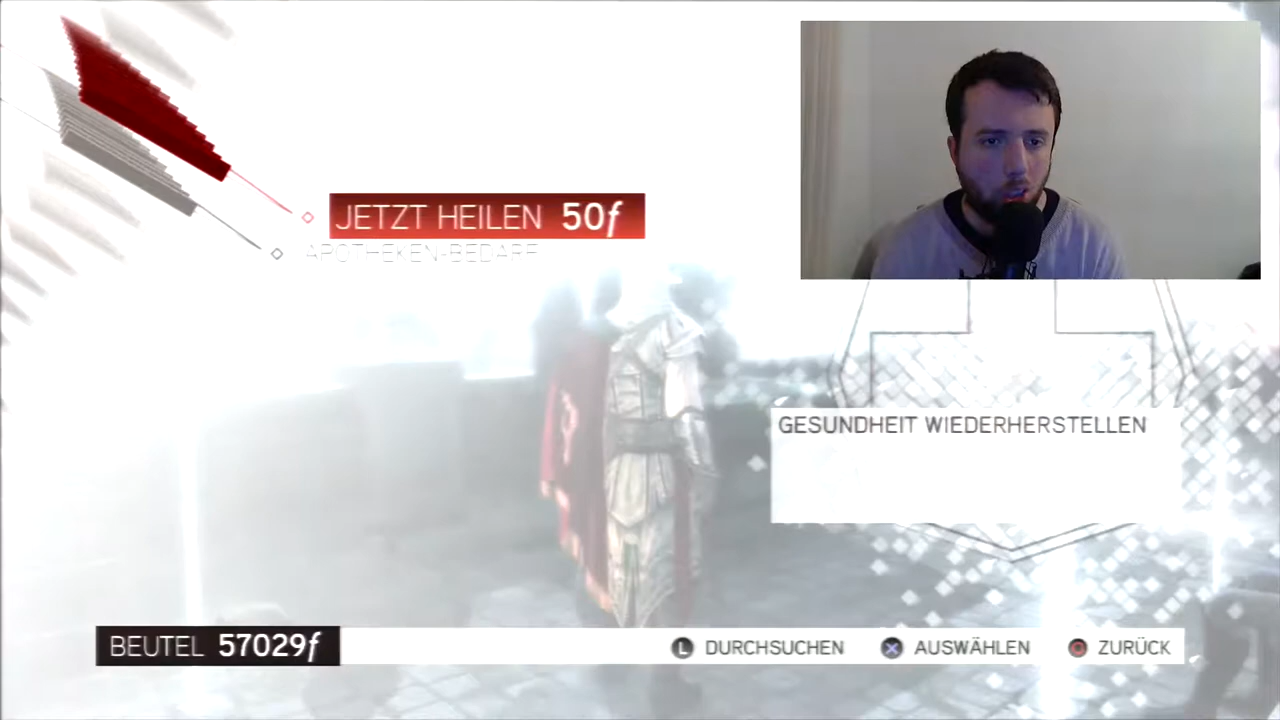 JETZT HEILEN 50f
APOTHEKEN-BEDARF
GESUNDHEIT WIEDERHERSTELLEN
BEUTEL 57029f
L DURCHSUCHEN
AUSWÄHLEN
ZURÜCK